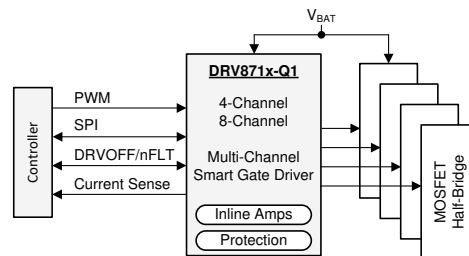 VBAT
DRV871x-Q1
4-Channel
8-Channel
Multi-Channel
Smart Gate Driver
Inline Amps
Protection
Controller
PWM
SPI
DRVOFF/nFLT
Current Sense
MOSFET
Half-Bridge